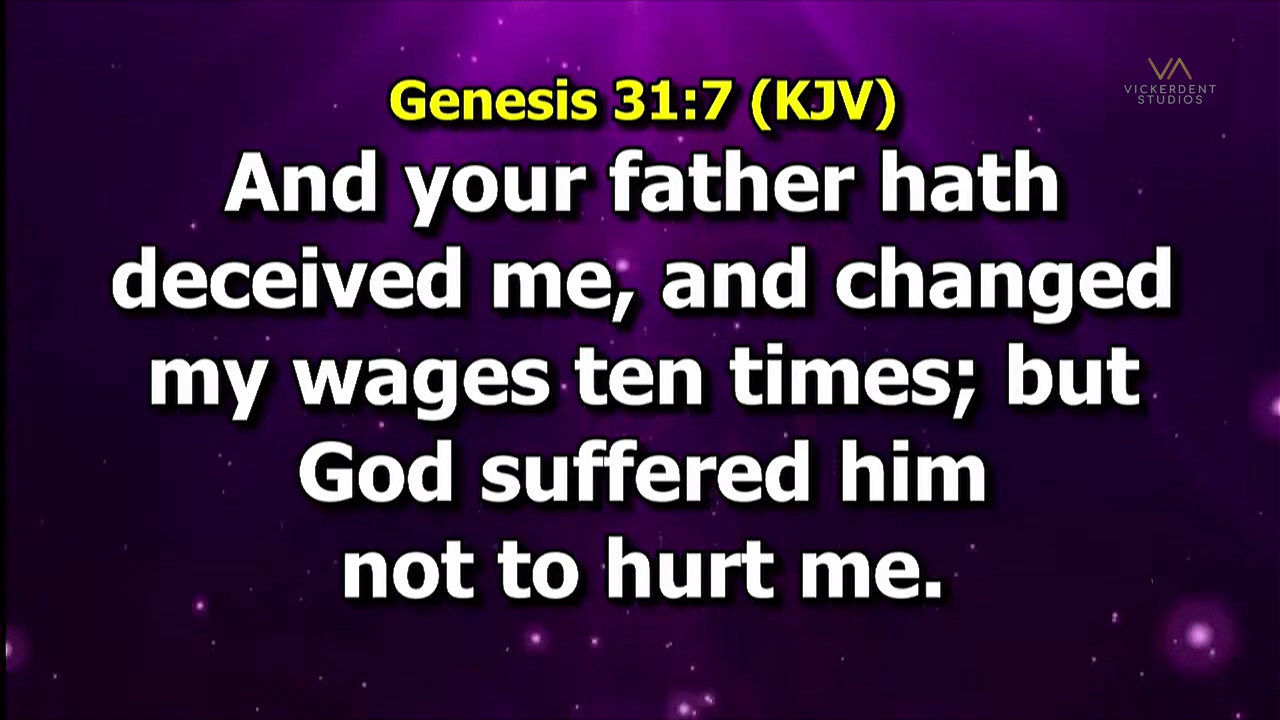 Genesis 31:7 (KJV)
VICKERDENT
STUDIOS
And your father hath
deceived me, and changed
my wages ten times; but
God suffered him
not to hurt me.